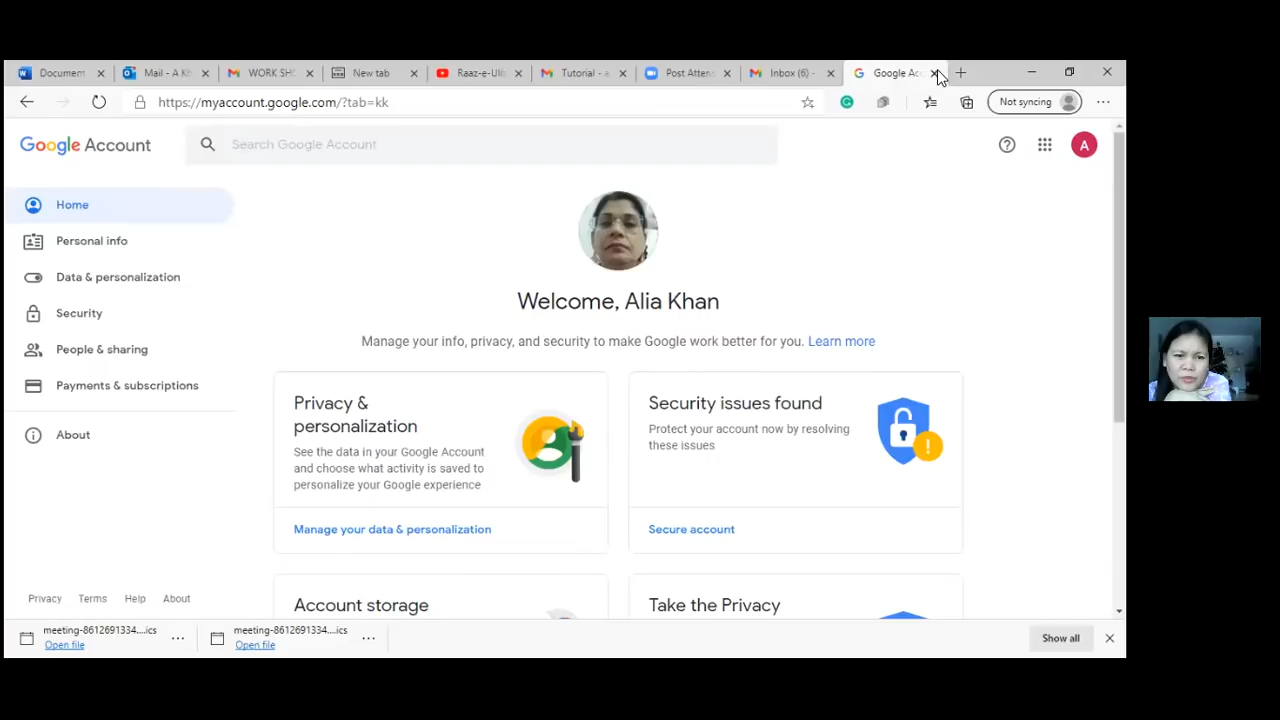 Document
Mail - A Kh
WORK SHO
New tab
Raaz-e-Ulf
Tutorial - a
Post Attens
Inbox (6) -
Google Acc
https://myaccount.google.com/?tab=kk
Not syncing
Google Account
Search Google Account
A
Home
Personal info
Data & personalization
Security
People & sharing
Payments & subscriptions
About
Welcome, Alia Khan
Manage your info, privacy, and security to make Google work better for you. Learn more
Privacy &
personalization
See the data in your Google Account
and choose what activity is saved to
personalize your Google experience
Manage your data & personalization
Security issues found
Protect your account now by resolving
these issues
Secure account
Account storage
Take the Privacy
Privacy Terms Help About
meeting-8612691334....ics
Open file
meeting-8612691334....ics
Open file
Show all